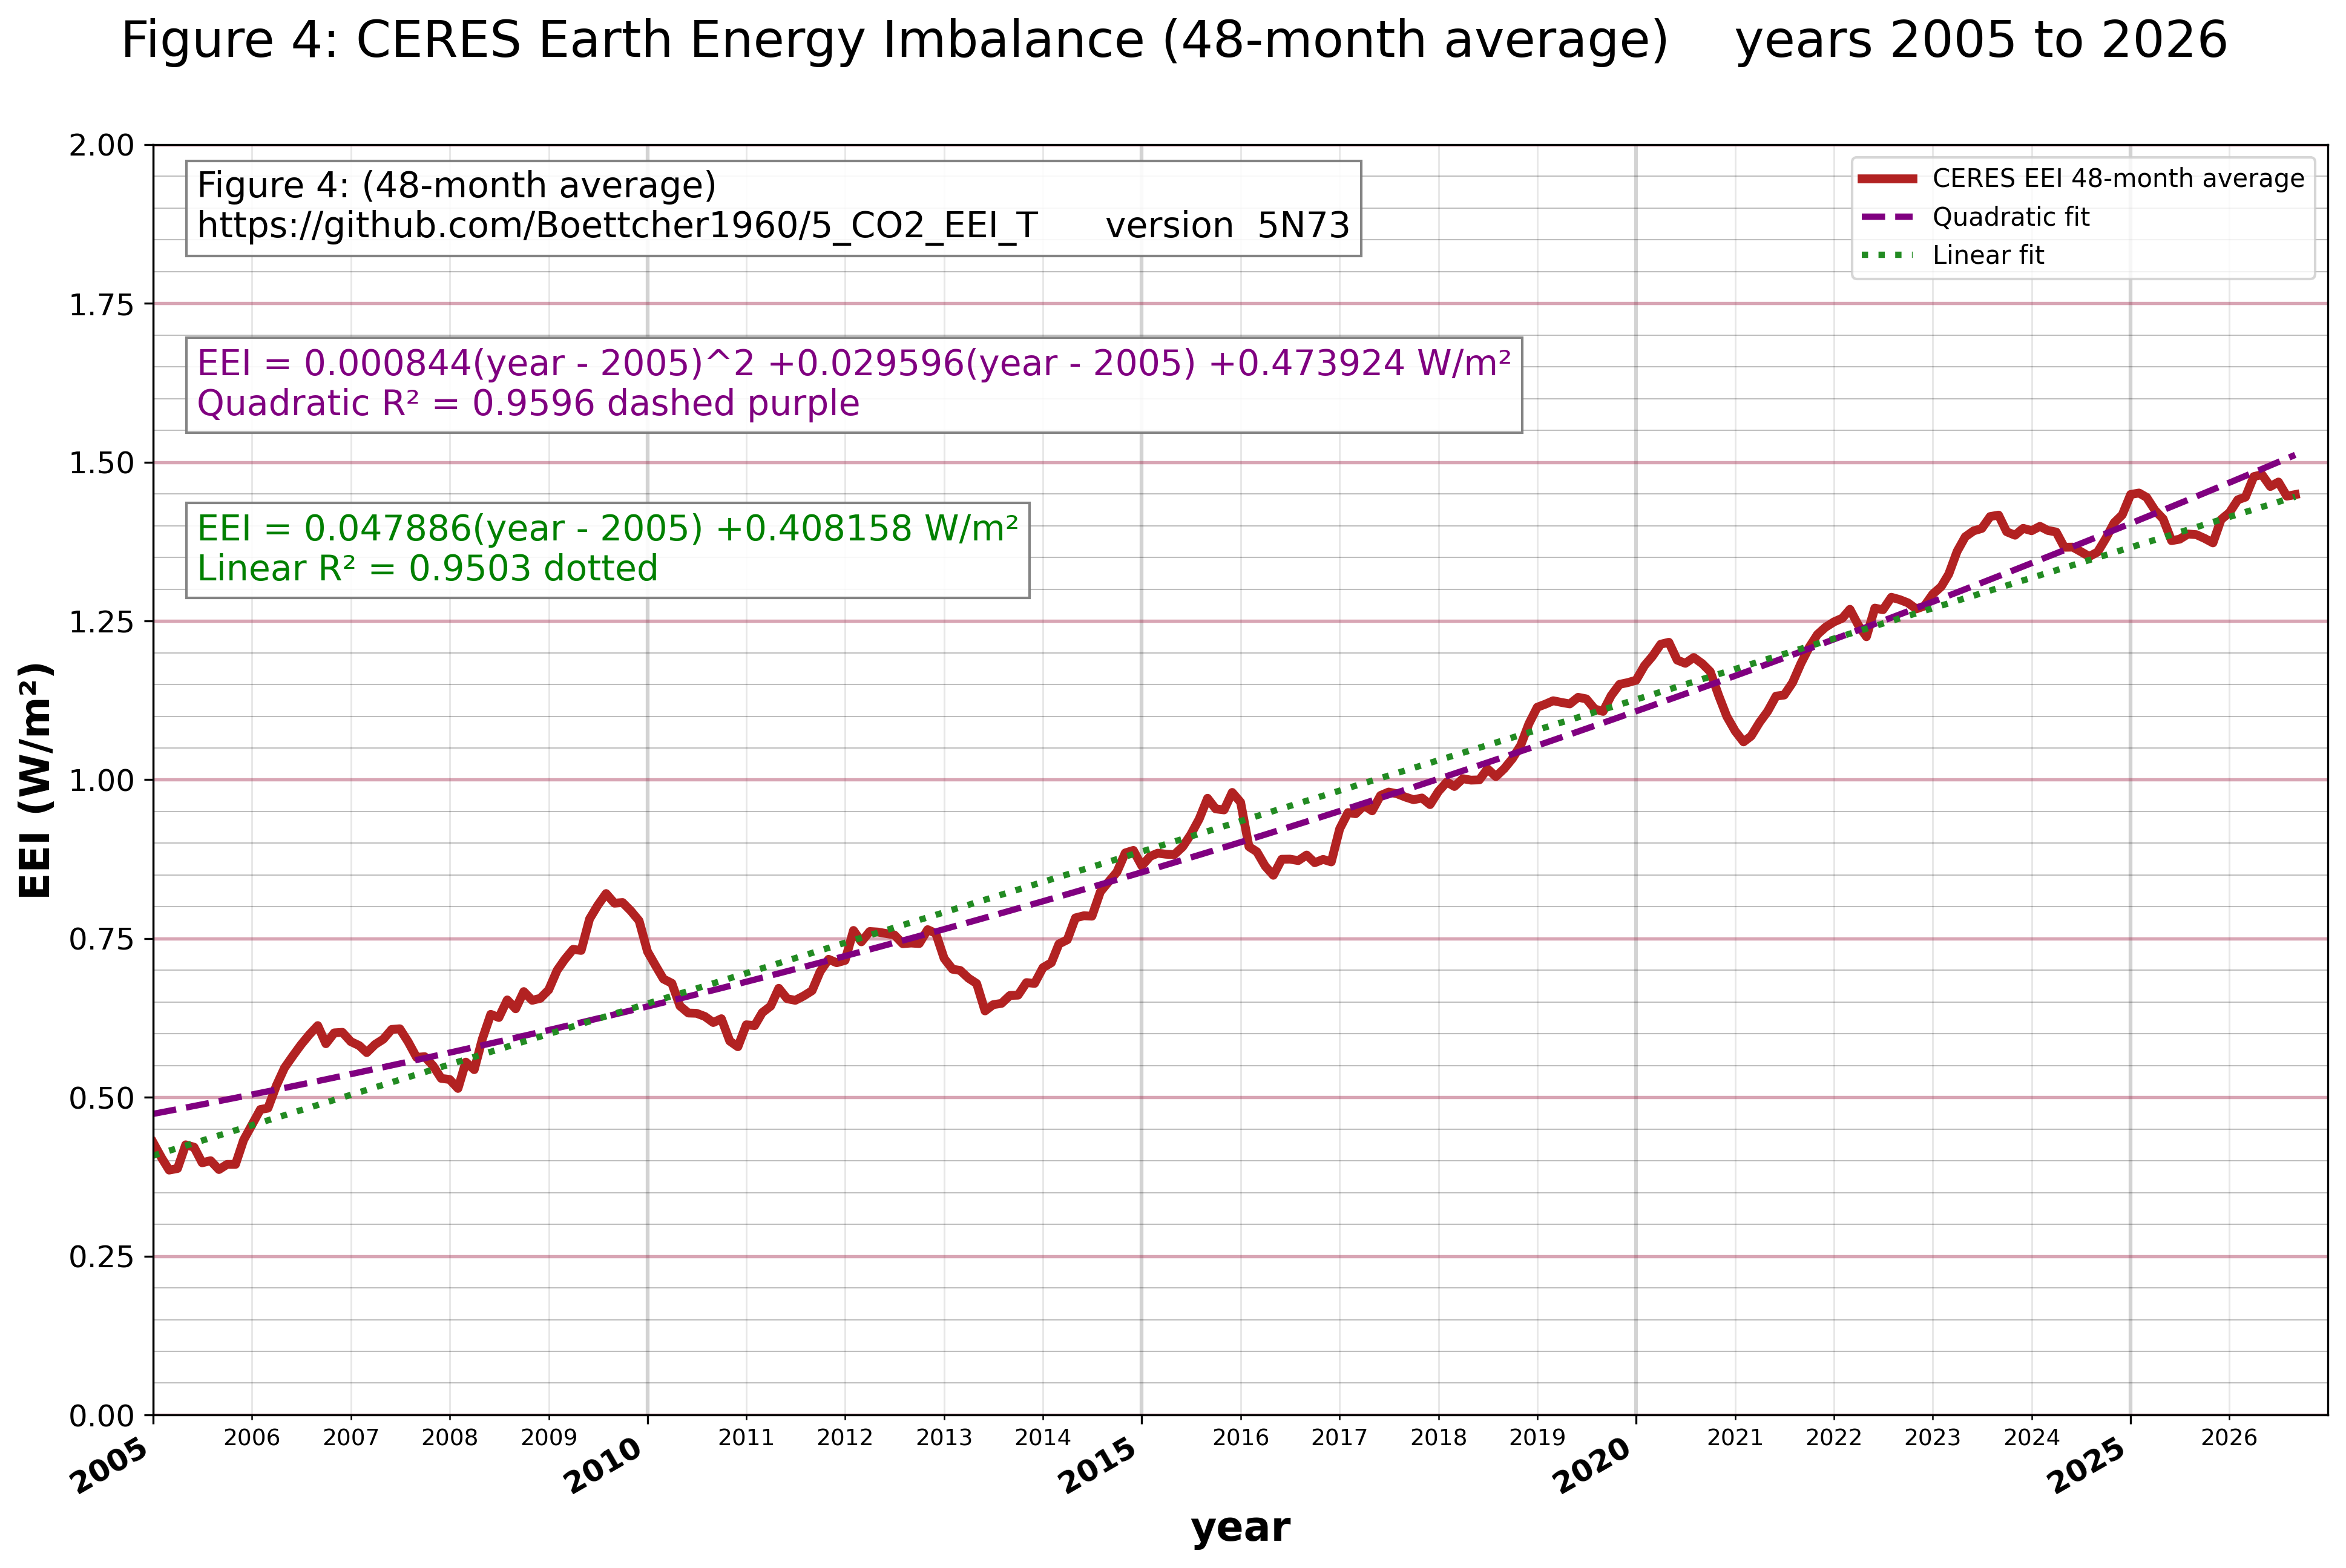 Figure 4: CERES Earth Energy Imbalance (48-month average)    years 2005 to 2026
2.00
1.75
1.50
1.25
1.00
0.75
0.50
0.25
0.00
EEI (W/m²)
Figure 4: (48-month average)
https://github.com/Boettcher1960/5_CO2_EEI_T      version  5N73
CERES EEI 48-month average
Quadratic fit
Linear fit
EEI = 0.000844(year - 2005)^2 +0.029596(year - 2005) +0.473924 W/m²
Quadratic R² = 0.9596 dashed purple
EEI = 0.047886(year - 2005) +0.408158 W/m²
Linear R² = 0.9503 dotted
2005 2006 2007 2008 2009 2010 2011 2012 2013 2014 2015 2016 2017 2018 2019 2020 2021 2022 2023 2024 2025 2026
year